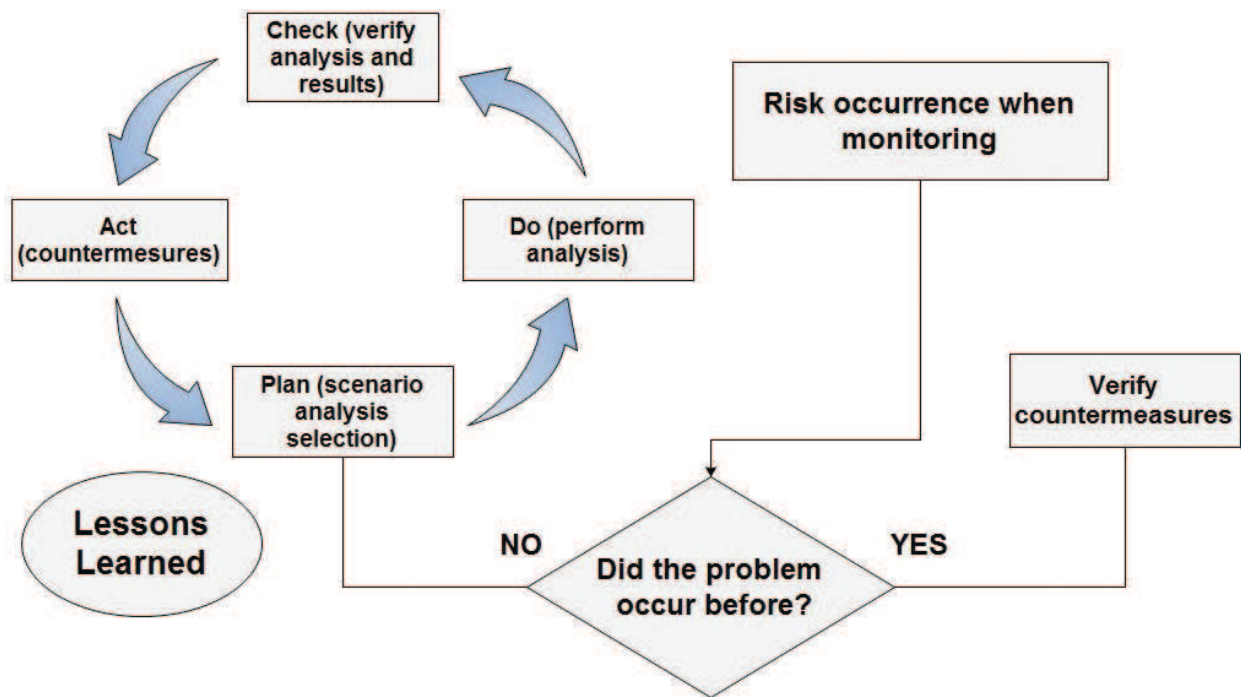 Check (verify
analysis and
results)
Risk occurrence when
monitoring
Act
(countermesures)
Do (perform
analysis)
Plan (scenario
analysis
selection)
Verify
countermeasures
Lessons
Learned
NO
YES
Did the problem
occur before?